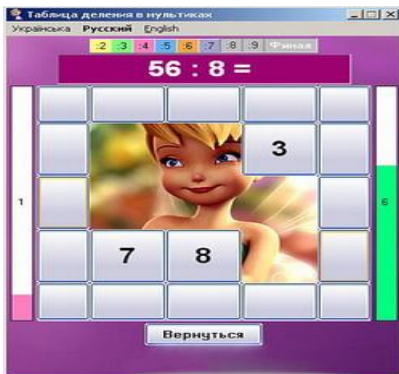 Таблица деления в мультиках
Українська Русский English
:2 :3 :4 :5 :6 :7 :8 :9 Финал
56 : 8 =
3
1 6
7 8
Вернуться